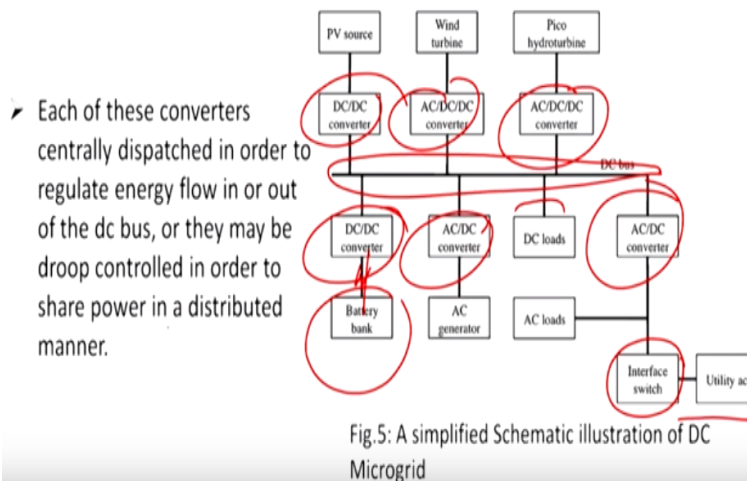 PV source
Wind
turbine
Pico
hydroturbine
➤ Each of these converters
centrally dispatched in order to
regulate energy flow in or out
of the dc bus, or they may be
droop controlled in order to
share power in a distributed
manner.
DC/DC
converter
AC/DC/DC
converter
AC/DC/DC
converter
DC bus
DC/DC
converter
AC/DC
converter
DC loads
AC/DC
converter
Battery
bank
AC
generator
AC loads
Interface
switch
Utility ac
Fig.5: A simplified Schematic illustration of DC
Microgrid